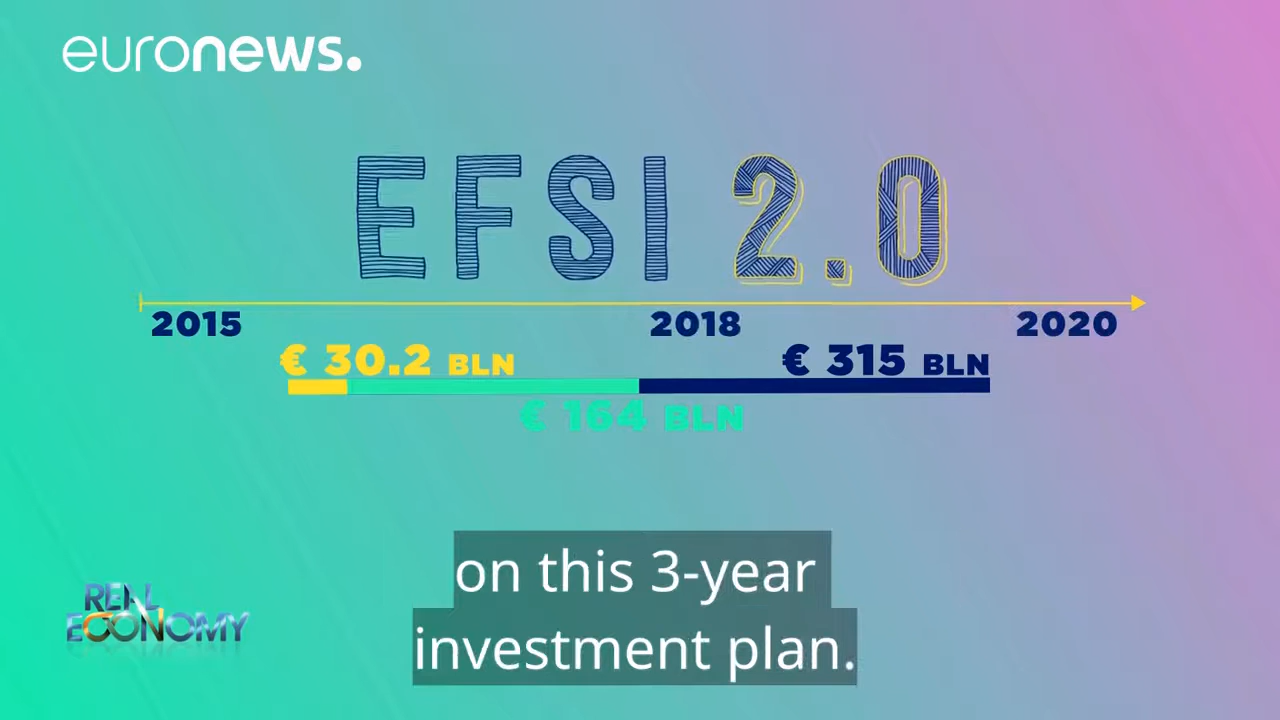 euronews.
EFSI 2.0
2015 2018 2020
€ 30.2 BLN € 315 BLN
€ 164 BLN
on this 3-year
investment plan.
REAL
ECONOMY